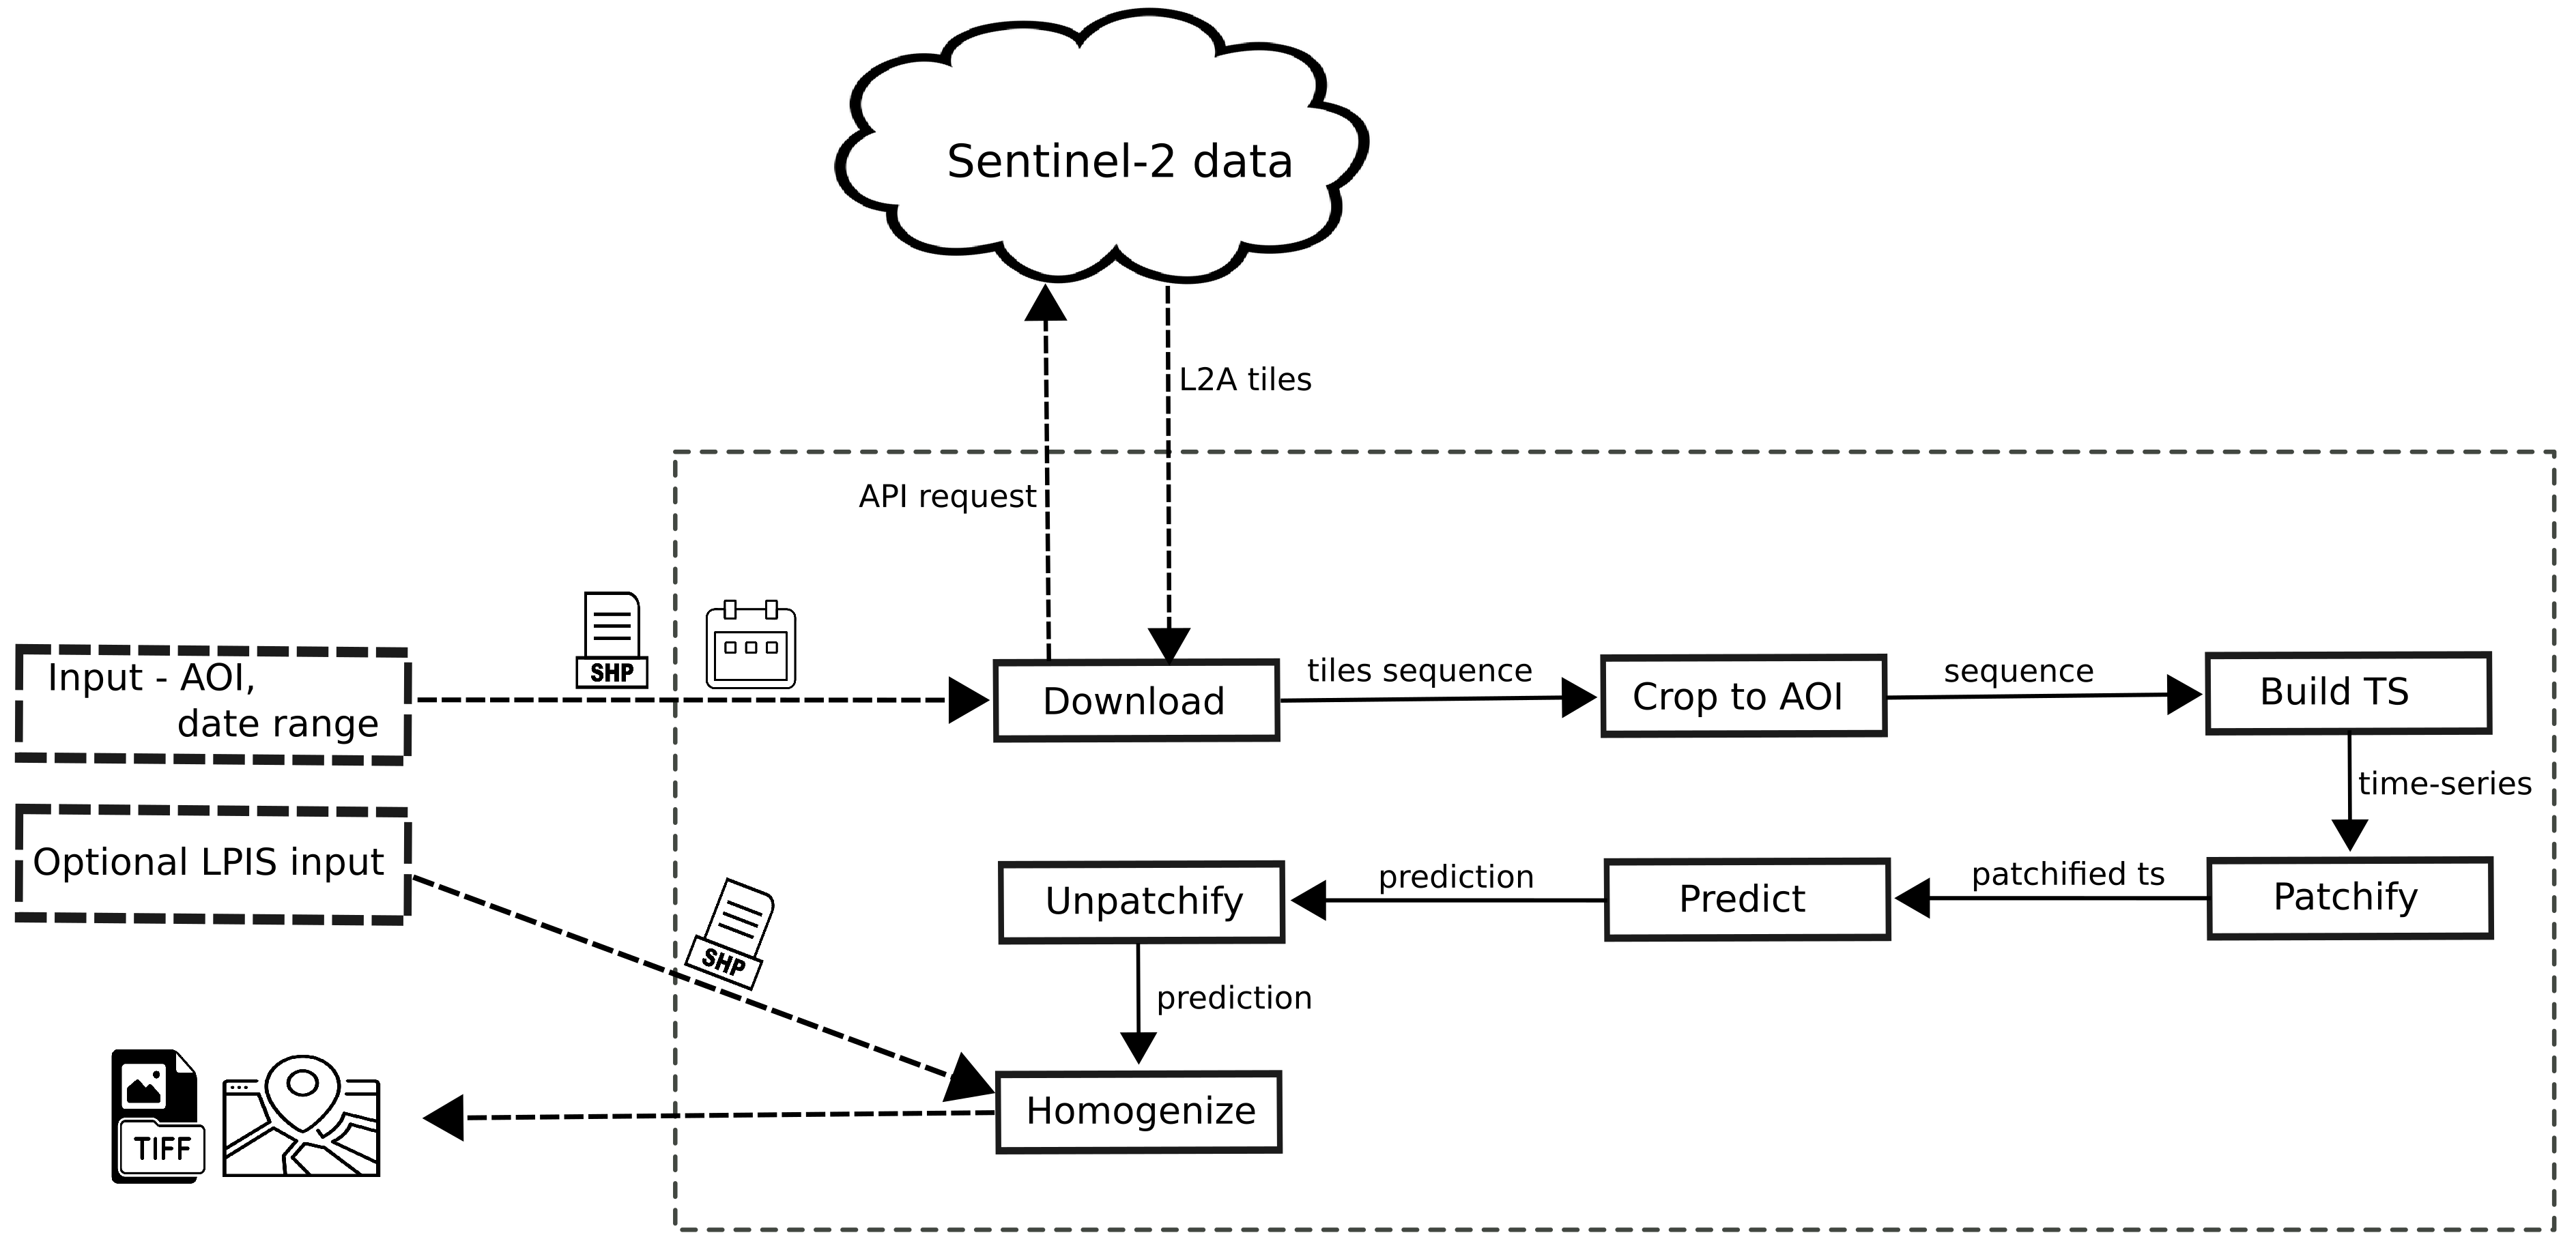 Sentinel-2 data
L2A tiles
API request
SHP
Input - AOI,
date range
Download
tiles sequence
Crop to AOI
sequence
Build TS
time-series
Optional LPIS input
SHP
Unpatchify
prediction
Predict
patchified ts
Patchify
prediction
Homogenize
TIFF